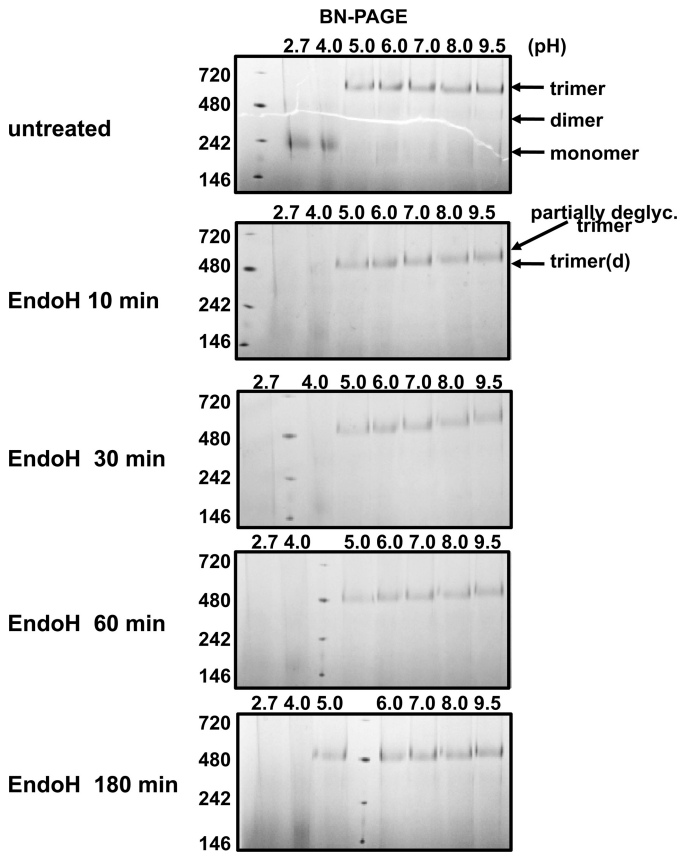 BN-PAGE
2.7 4.0 5.0 6.0 7.0 8.0 9.5 (pH)
720
480
242
146
untreated
trimer
dimer
monomer
2.7 4.0 5.0 6.0 7.0 8.0 9.5
720
480
242
146
EndoH 10 min
partially deglyc.
trimer
trimer(d)
2.7 4.0 5.0 6.0 7.0 8.0 9.5
720
480
242
146
EndoH 30 min
2.7 4.0 5.0 6.0 7.0 8.0 9.5
720
480
242
146
EndoH 60 min
2.7 4.0 5.0 6.0 7.0 8.0 9.5
720
480
242
146
EndoH 180 min